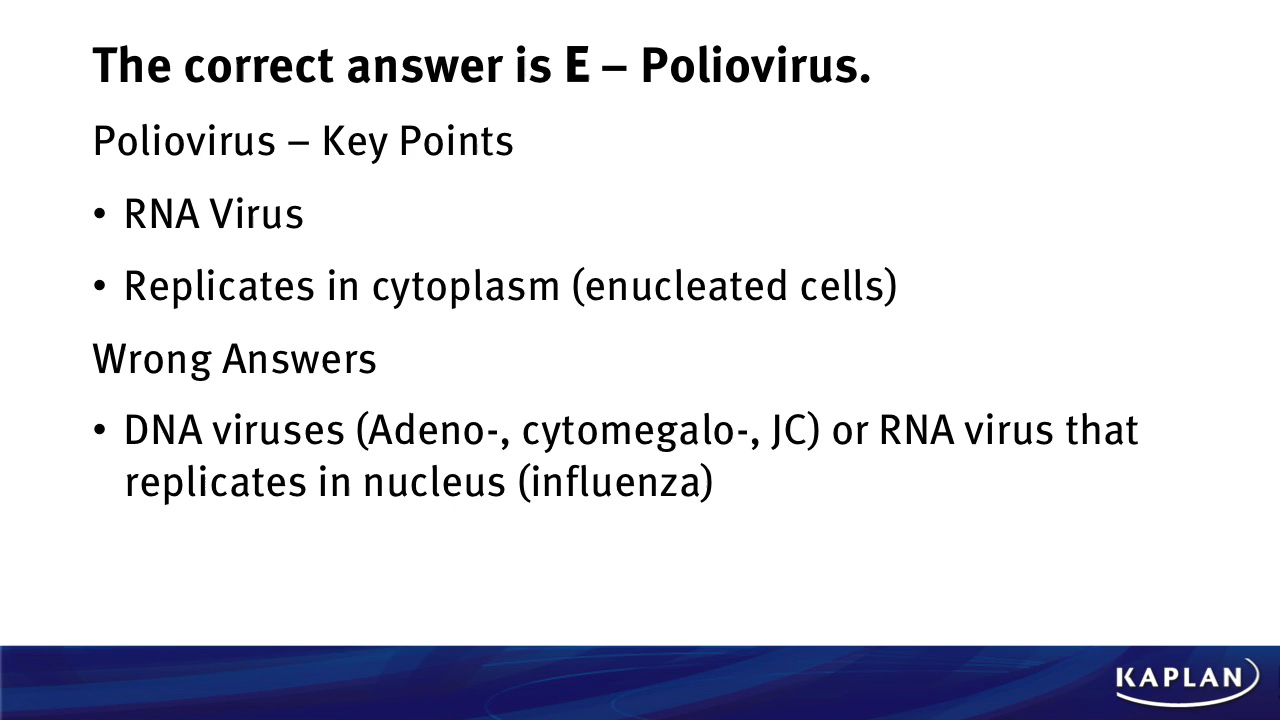 The correct answer is E – Poliovirus.
Poliovirus – Key Points
• RNA Virus
• Replicates in cytoplasm (enucleated cells)
Wrong Answers
• DNA viruses (Adeno-, cytomegalo-, JC) or RNA virus that
replicates in nucleus (influenza)
KAPLAN